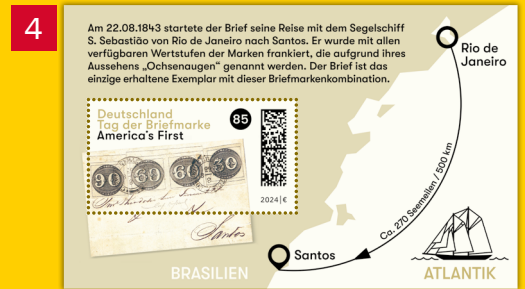 4
Am 22.08.1843 startete der Brief seine Reise mit dem Segelschiff
S. Sebastião von Rio de Janeiro nach Santos. Er wurde mit allen
verfügbaren Wertstufen der Marken frankiert, die aufgrund ihres
Aussehens „Ochsenaugen“ genannt werden. Der Brief ist das
einzige erhaltene Exemplar mit dieser Briefmarkenkombination.
Rio de
Janeiro
Deutschland
Tag der Briefmarke
America's First
85
90 60 60 30
2024|€
Santos
Ca. 270 Seemeilen / 500 km
Santos
BRASILIEN
ATLANTIK